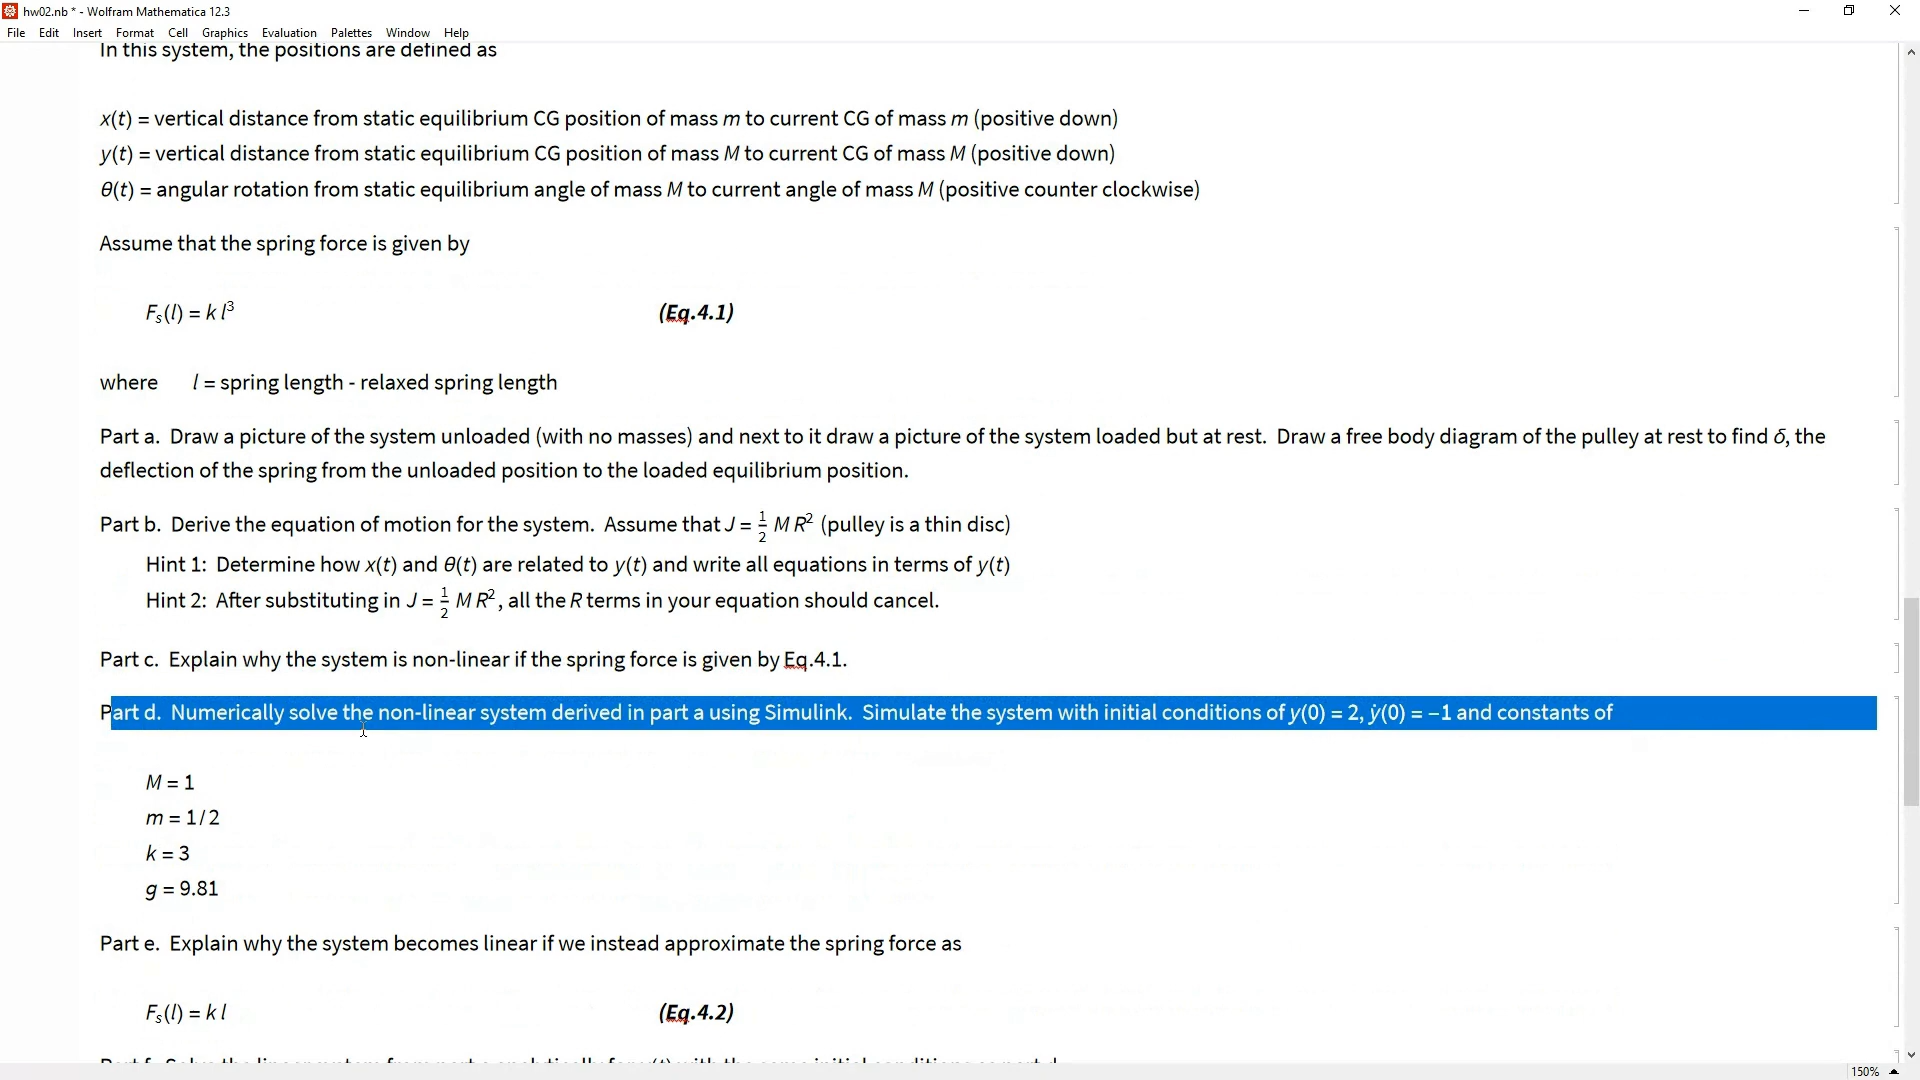 hw02.nb * - Wolfram Mathematica 12.3
File Edit Insert Format Cell Graphics Evaluation Palettes Window Help
In this system, the positions are defined as
x(t) = vertical distance from static equilibrium CG position of mass m to current CG of mass m (positive down)
y(t) = vertical distance from static equilibrium CG position of mass M to current CG of mass M (positive down)
θ(t) = angular rotation from static equilibrium angle of mass M to current angle of mass M (positive counter clockwise)
Assume that the spring force is given by
Fₛ(l) = k l³ (Eq.4.1)
where l = spring length - relaxed spring length
Part a. Draw a picture of the system unloaded (with no masses) and next to it draw a picture of the system loaded but at rest. Draw a free body diagram of the pulley at rest to find δ, the
deflection of the spring from the unloaded position to the loaded equilibrium position.
Part b. Derive the equation of motion for the system. Assume that J = 1/2 M R² (pulley is a thin disc)
Hint 1: Determine how x(t) and θ(t) are related to y(t) and write all equations in terms of y(t)
Hint 2: After substituting in J = 1/2 M R², all the R terms in your equation should cancel.
Part c. Explain why the system is non-linear if the spring force is given by Eq.4.1.
Part d. Numerically solve the non-linear system derived in part a using Simulink. Simulate the system with initial conditions of y(0) = 2, ẏ(0) = −1 and constants of
M = 1
m = 1/2
k = 3
g = 9.81
Part e. Explain why the system becomes linear if we instead approximate the spring force as
Fₛ(l) = k l (Eq.4.2)
150%